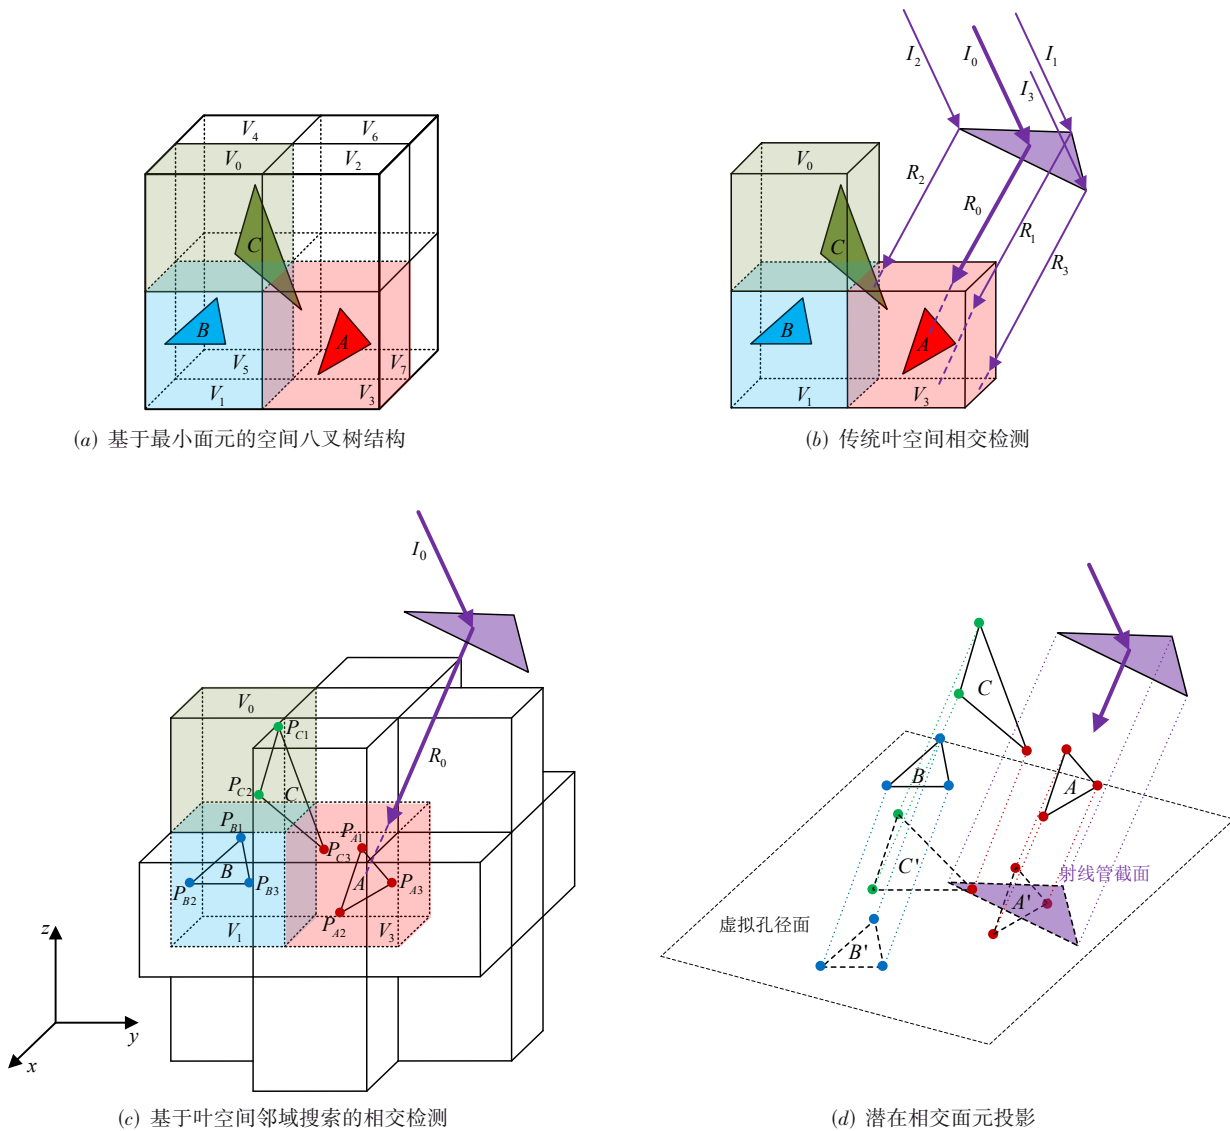 V4
V6
V0
V2
C
B
A
V5
V7
V1
V3
(a) 基于最小面元的空间八叉树结构
I2
I0
I1
I3
V0
R2
R0
R1
R3
C
B
A
V1
V3
(b) 传统叶空间相交检测
I0
V0
PC1
R0
PC2
C
PB1
PA1
PC3
B
A
PB2
PB3
PA3
PA2
V1
V3
z
y
x
(c) 基于叶空间邻域搜索的相交检测
C
B
A
C'
射线管截面
A'
虚拟孔径面
B'
(d) 潜在相交面元投影